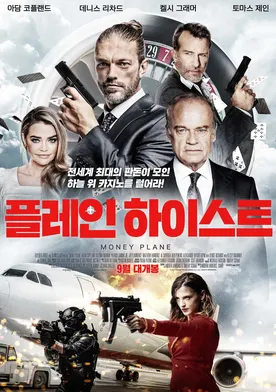 아담 코플랜드 데니스 리차드 켈시 그래머 토마스 제인
전세계 최대의 판돈이 모인
하늘 위 카지노를 털어라!
플레인 하이스트
MONEY PLANE
9월 대개봉